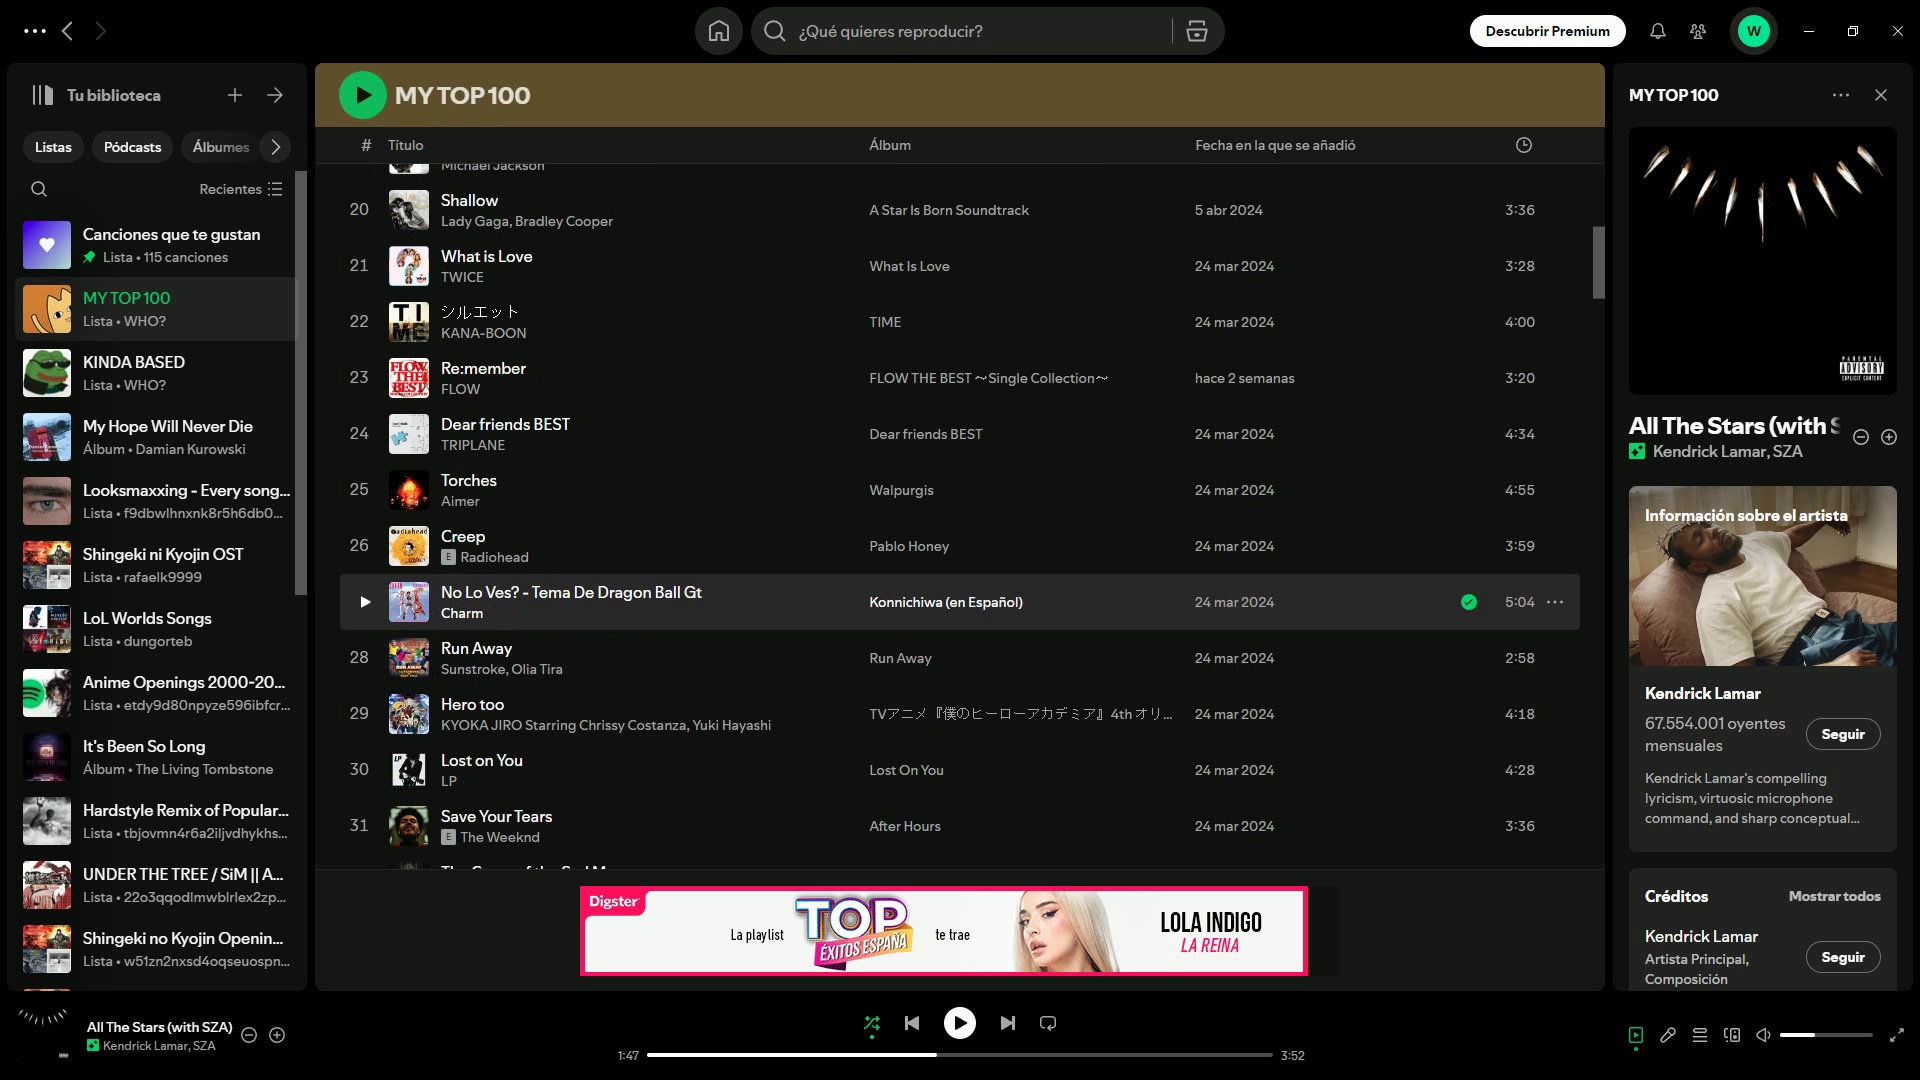 ¿Qué quieres reproducir?
Descubrir Premium
W
Tu biblioteca
Listas
Pódcasts
Álbumes
Recientes
Canciones que te gustan
Lista • 115 canciones
MY TOP 100
Lista • WHO?
KINDA BASED
Lista • WHO?
My Hope Will Never Die
Álbum • Damian Kurowski
Looksmaxxing - Every song...
Lista • f9dbwlhnxnk8r5h6db0...
Shingeki ni Kyojin OST
Lista • rafaelk9999
LoL Worlds Songs
Lista • dungorteb
Anime Openings 2000-20...
Lista • etdy9d80npyze596ibfcr...
It's Been So Long
Álbum • The Living Tombstone
Hardstyle Remix of Popular...
Lista • tbjovmn4r6a2iljvdhykhs...
UNDER THE TREE / SiM || A...
Lista • 22o3qqodlmwblrlex2zp...
Shingeki no Kyojin Openin...
Lista • w51zn2nxsd4oqseuospn...
MY TOP 100
# Título Álbum Fecha en la que se añadió
Michael Jackson
20 Shallow A Star Is Born Soundtrack 5 abr 2024 3:36
Lady Gaga, Bradley Cooper
21 What is Love What Is Love 24 mar 2024 3:28
TWICE
22 シルエット TIME 24 mar 2024 4:00
KANA-BOON
TIME
23 Re:member FLOW THE BEST ～Single Collection～ hace 2 semanas 3:20
FLOW
FLOW THE BEST
24 Dear friends BEST Dear friends BEST 24 mar 2024 4:34
TRIPLANE
25 Torches Walpurgis 24 mar 2024 4:55
Aimer
26 Creep Pablo Honey 24 mar 2024 3:59
E Radiohead
No Lo Ves? - Tema De Dragon Ball Gt Konnichiwa (en Español) 24 mar 2024 5:04
Charm
28 Run Away Run Away 24 mar 2024 2:58
Sunstroke, Olia Tira
29 Hero too TVアニメ『僕のヒーローアカデミア』4th オリ... 24 mar 2024 4:18
KYOKA JIRO Starring Chrissy Costanza, Yuki Hayashi
30 Lost on You Lost On You 24 mar 2024 4:28
LP
31 Save Your Tears After Hours 24 mar 2024 3:36
E The Weeknd
Digster
La playlist
TOP
ÉXITOS ESPAÑA
te trae
LOLA INDIGO
LA REINA
MY TOP 100
PARENTAL
ADVISORY
EXPLICIT CONTENT
All The Stars (with S
Kendrick Lamar, SZA
Información sobre el artista
Kendrick Lamar
67.554.001 oyentes
mensuales
Seguir
Kendrick Lamar's compelling
lyricism, virtuosic microphone
command, and sharp conceptual...
Créditos
Mostrar todos
Kendrick Lamar
Artista Principal,
Composición
Seguir
All The Stars (with SZA)
Kendrick Lamar, SZA
1:47
3:52